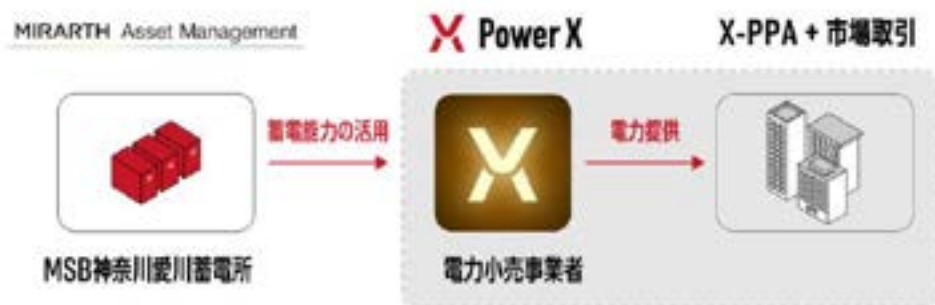 MIRARTH Asset Management
Power X
X-PPA + 市場取引
蓄電能力の活用
電力提供
MSB神奈川愛川蓄電所
電力小売事業者